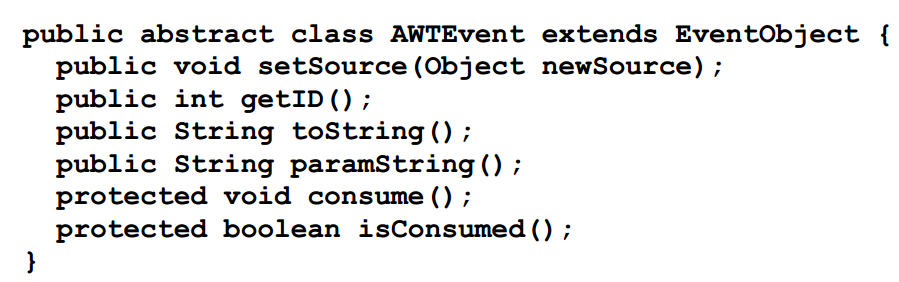 public abstract class AWTEvent extends EventObject {
public void setSource(Object newSource);
public int getID();
public String toString();
public String paramString();
protected void consume();
protected boolean isConsumed();
}